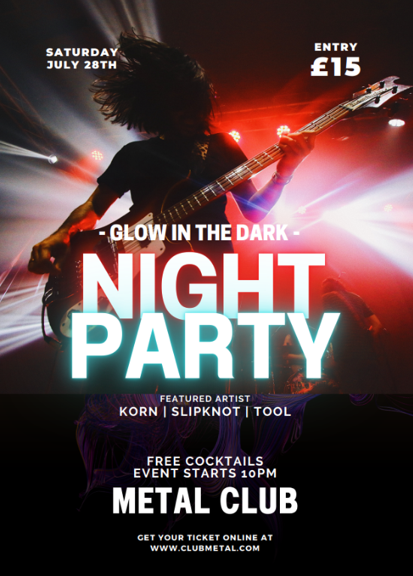 SATURDAY
JULY 28TH
ENTRY
£15
- GLOW IN THE DARK -
NIGHT
PARTY
FEATURED ARTIST
KORN | SLIPKNOT | TOOL
FREE COCKTAILS
EVENT STARTS 10PM
METAL CLUB
GET YOUR TICKET ONLINE AT
WWW.CLUBMETAL.COM